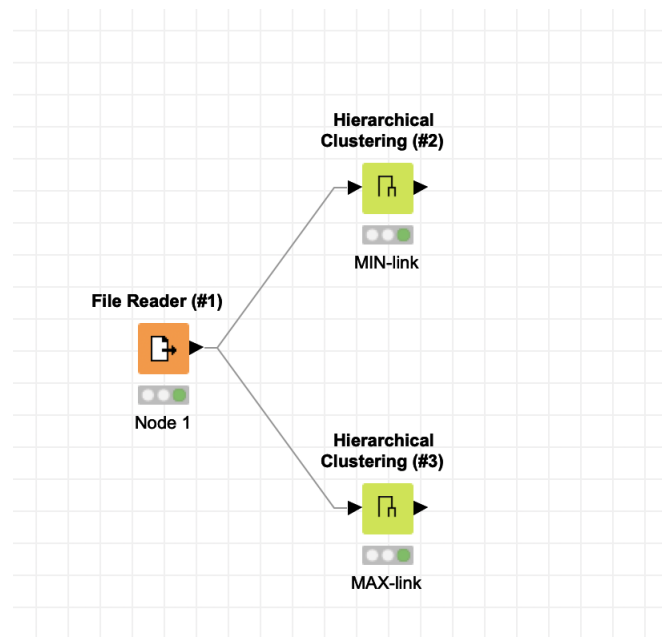 Hierarchical
Clustering (#2)
MIN-link
File Reader (#1)
Node 1
Hierarchical
Clustering (#3)
MAX-link